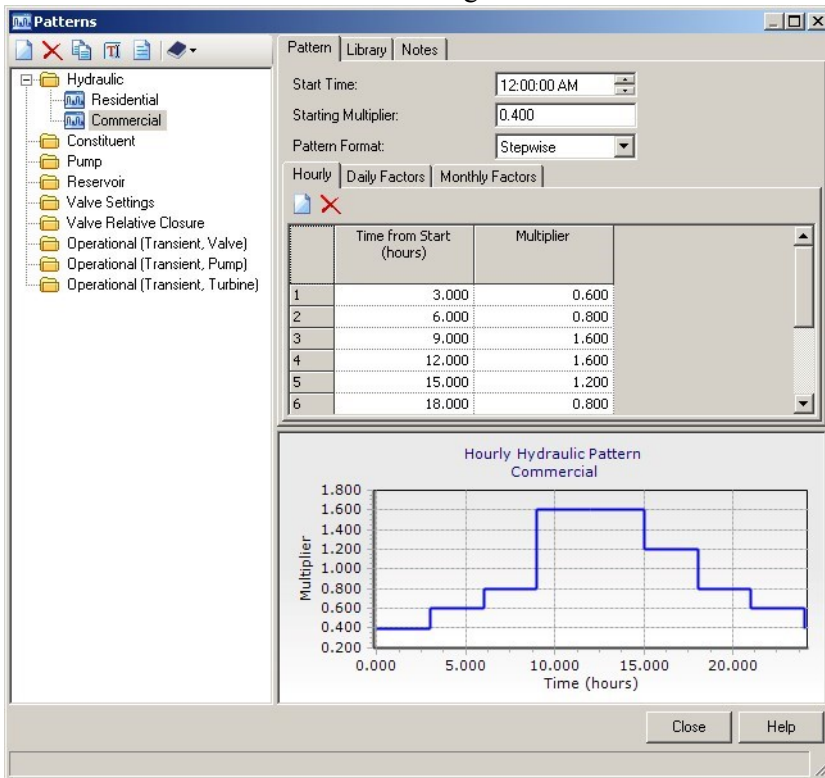 Patterns
Pattern Library Notes
Hydraulic
Residential
Commercial
Constituent
Pump
Reservoir
Valve Settings
Valve Relative Closure
Operational (Transient, Valve)
Operational (Transient, Pump)
Operational (Transient, Turbine)
Start Time: 12:00:00 AM
Starting Multiplier: 0.400
Pattern Format: Stepwise
Hourly Daily Factors Monthly Factors
Time from Start (hours) Multiplier
1 3.000 0.600
2 6.000 0.800
3 9.000 1.600
4 12.000 1.600
5 15.000 1.200
6 18.000 0.800
Hourly Hydraulic Pattern
Commercial
Multiplier
1.800
1.600
1.400
1.200
1.000
0.800
0.600
0.400
0.200
0.000 5.000 10.000 15.000 20.000
Time (hours)
Close Help